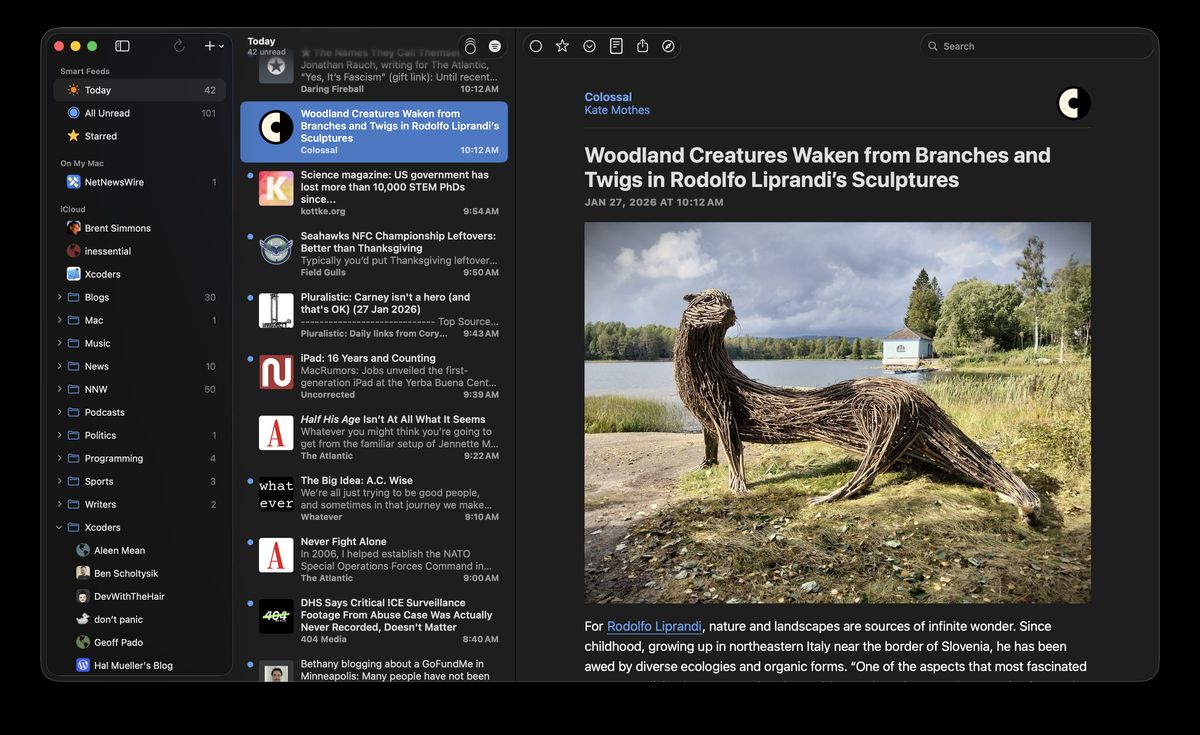 Smart Feeds
Today 42
All Unread 101
Starred
On My Mac
NetNewsWire 1
iCloud
Brent Simmons
inessential
Xcoders
Blogs 30
Mac 1
Music
News 10
NNW 50
Podcasts
Politics 1
Programming 4
Sports 3
Writers 2
Xcoders
Aleen Mean
Ben Scholtysik
DevWithTheHair
don't panic
Geoff Pado
Hal Mueller's Blog
Today
42 unread
★ The Names They Call Themsel
Jonathan Rauch, writing for The Atlantic,
“Yes, It’s Fascism” (gift link): Until recent…
Daring Fireball 10:12 AM
Woodland Creatures Waken from
Branches and Twigs in Rodolfo Liprandi’s
Sculptures
Colossal 10:12 AM
K
Science magazine: US government has
lost more than 10,000 STEM PhDs
since…
kottke.org 9:54 AM
Seahawks NFC Championship Leftovers:
Better than Thanksgiving
Typically you’d put Thanksgiving leftover…
Field Gulls 9:50 AM
Pluralistic: Carney isn't a hero (and
that's OK) (27 Jan 2026)
---------------------------- Top Source…
Pluralistic: Daily links from Cory… 9:43 AM
iPad: 16 Years and Counting
MacRumors: Jobs unveiled the first-
generation iPad at the Yerba Buena Cent…
Uncorrected 9:39 AM
A
Half His Age Isn’t At All What It Seems
Whatever you might think you’re going to
get from the familiar setup of Jennette M…
The Atlantic 9:22 AM
what
ever
The Big Idea: A.C. Wise
We’re all just trying to be good people,
and sometimes in that journey we make…
Whatever 9:10 AM
A
Never Fight Alone
In 2006, I helped establish the NATO
Special Operations Forces Command in…
The Atlantic 9:00 AM
404
DHS Says Critical ICE Surveillance
Footage From Abuse Case Was Actually
Never Recorded, Doesn't Matter
404 Media 8:40 AM
Bethany blogging about a GoFundMe in
Minneapolis: Many people have not been
Search
Colossal
Kate Mothes
Woodland Creatures Waken from Branches and
Twigs in Rodolfo Liprandi’s Sculptures
JAN 27, 2026 AT 10:12 AM
For Rodolfo Liprandi, nature and landscapes are sources of infinite wonder. Since
childhood, growing up in northeastern Italy near the border of Slovenia, he has been
awed by diverse ecologies and organic forms. “One of the aspects that most fascinated